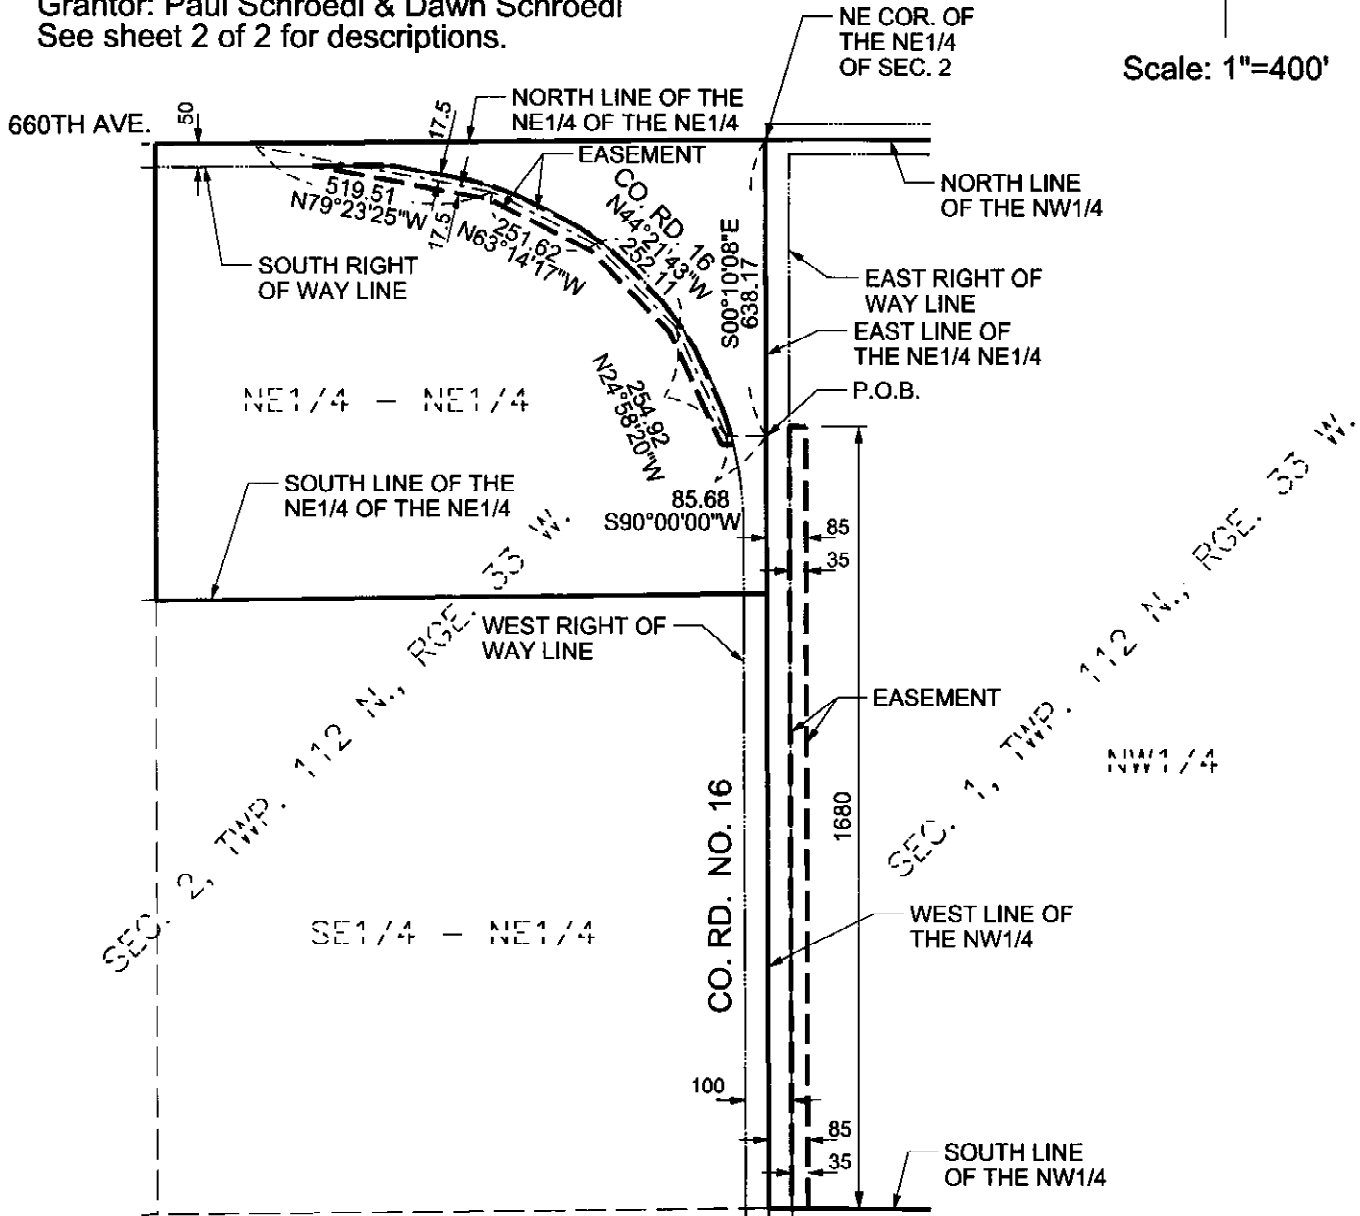 Grantor: Paul Schroedl & Dawn Schroedl
See sheet 2 of 2 for descriptions.
NE COR. OF
THE NE1/4
OF SEC. 2
Scale: 1"=400'
660TH AVE.
50
17.5
NORTH LINE OF THE
NE1/4 OF THE NE1/4
EASEMENT
NORTH LINE
OF THE NW1/4
519.51
N79°23'25"W
17.5
251.62
N63°14'17"W
CO. RD. 16
N44°21'43"W
252.11
S00°10'08"E
638.17
SOUTH RIGHT
OF WAY LINE
EAST RIGHT OF
WAY LINE
EAST LINE OF
THE NE1/4 NE1/4
P.O.B.
NE1/4 - NE1/4
254.92
N24°58'20"W
SOUTH LINE OF THE
NE1/4 OF THE NE1/4
85.68
S90°00'00"W
85
35
WEST RIGHT OF
WAY LINE
SEC. 2, TWP. 112 N., RGE. 33 W.
SEC. 1, TWP. 112 N., RGE. 33 W.
EASEMENT
NW1/4
1680
CO. RD. NO. 16
SE1/4 - NE1/4
WEST LINE OF
THE NW1/4
100
85
35
SOUTH LINE
OF THE NW1/4